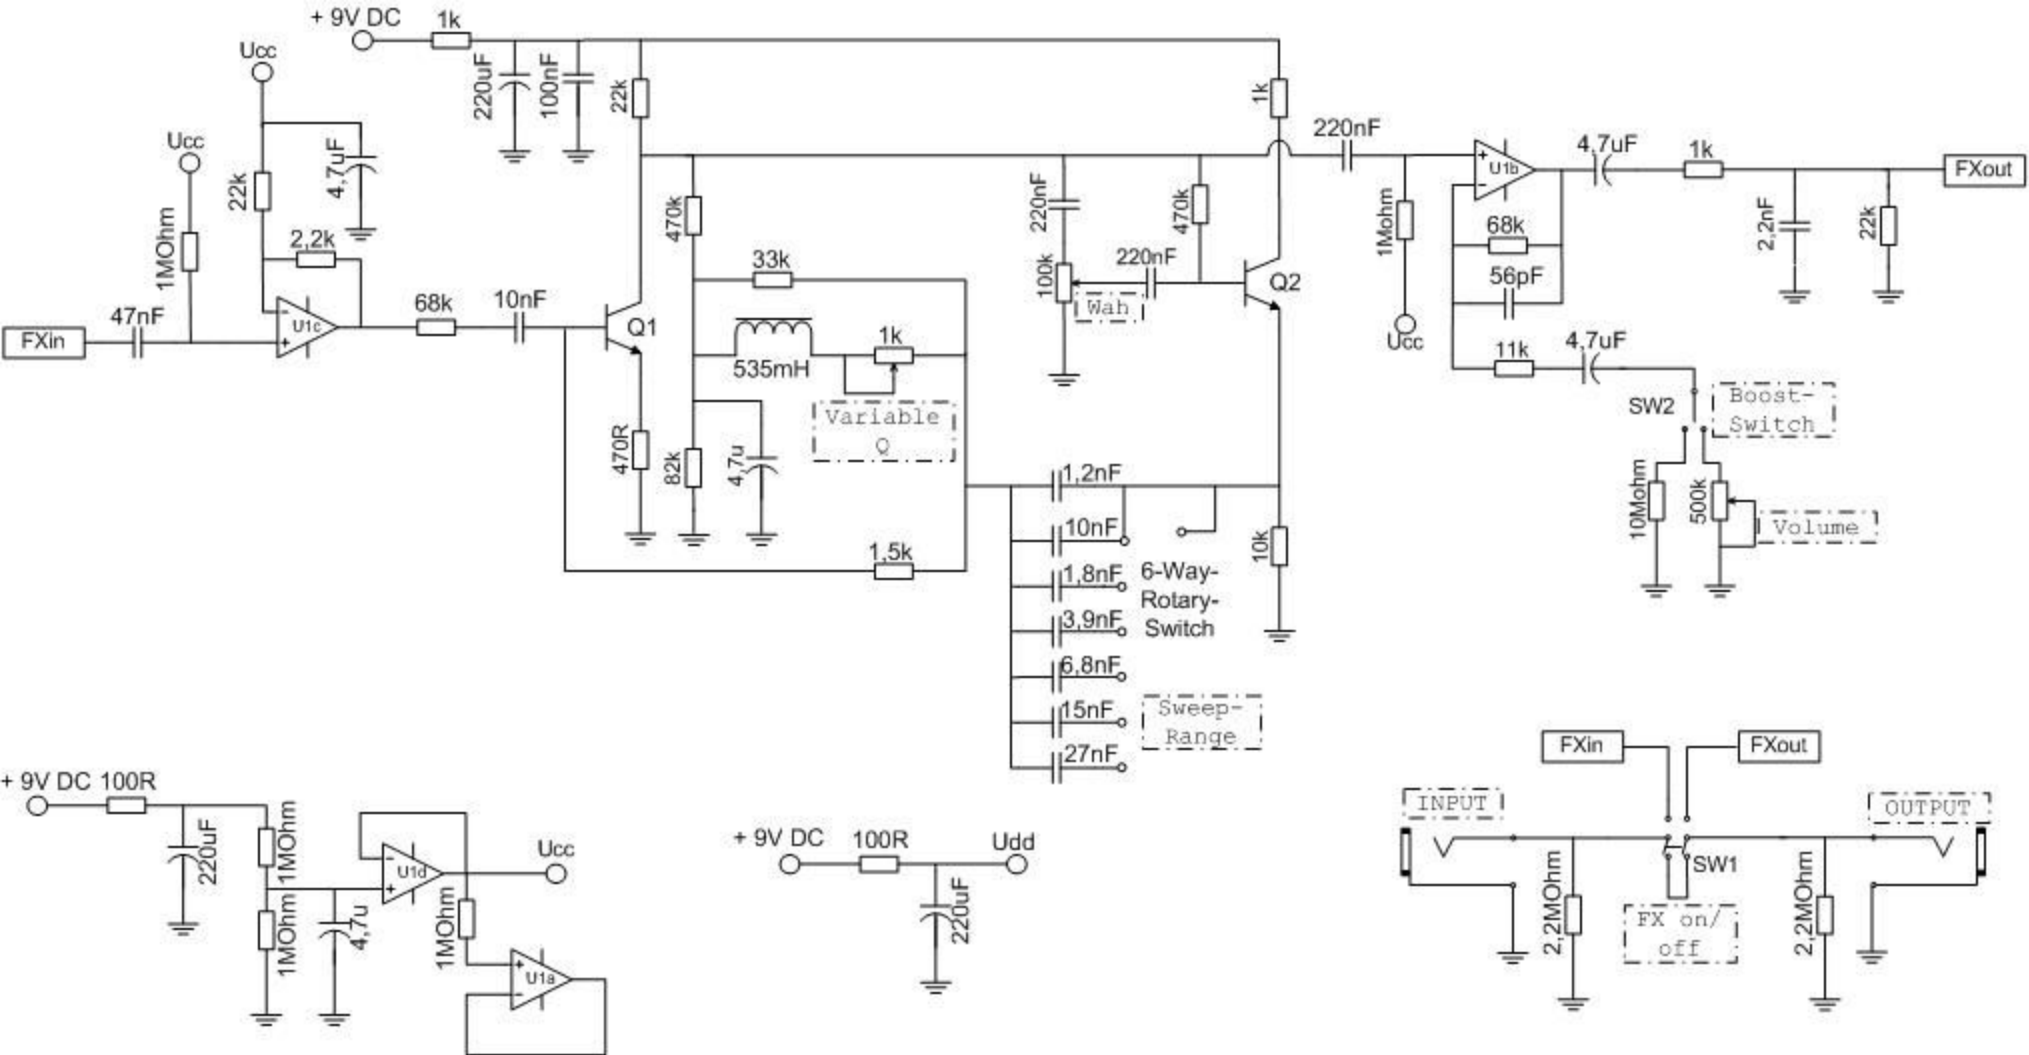 + 9V DC
1k
Ucc
220uF
100nF
22k
1k
Ucc
22k
4,7uF
220nF
4,7uF
1k
FXout
U1b
1MOhm
2,2k
470k
33k
220nF
470k
220nF
100k
Wah
Q2
1Mohm
68k
56pF
2,2nF
22k
FXin
47nF
U1c
68k
10nF
Q1
535mH
1k
Variable
Q
Ucc
11k
4,7uF
SW2
Boost-
Switch
470R
82k
4,7u
10Mohm
500k
Volume
1,2nF
10nF
1,8nF
3,9nF
6,8nF
15nF
27nF
6-Way-
Rotary-
Switch
10k
1,5k
Sweep-
Range
+ 9V DC
100R
220uF
1MOhm
1MOhm
4,7u
U1d
Ucc
1MOhm
U1a
+ 9V DC
100R
Udd
220uF
FXin
FXout
INPUT
OUTPUT
2,2MOhm
SW1
FX on/
off
2,2MOhm